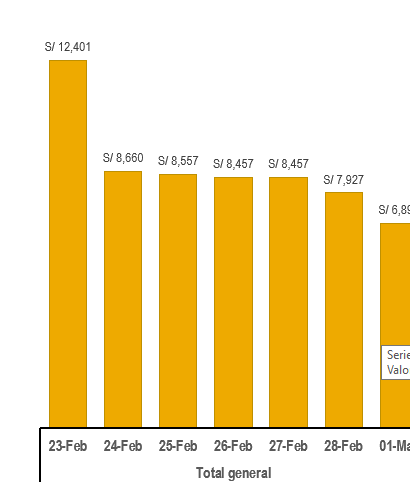 S/ 12,401
S/ 8,660
S/ 8,557
S/ 8,457
S/ 8,457
S/ 7,927
23-Feb
24-Feb
25-Feb
26-Feb
27-Feb
28-Feb
Total general